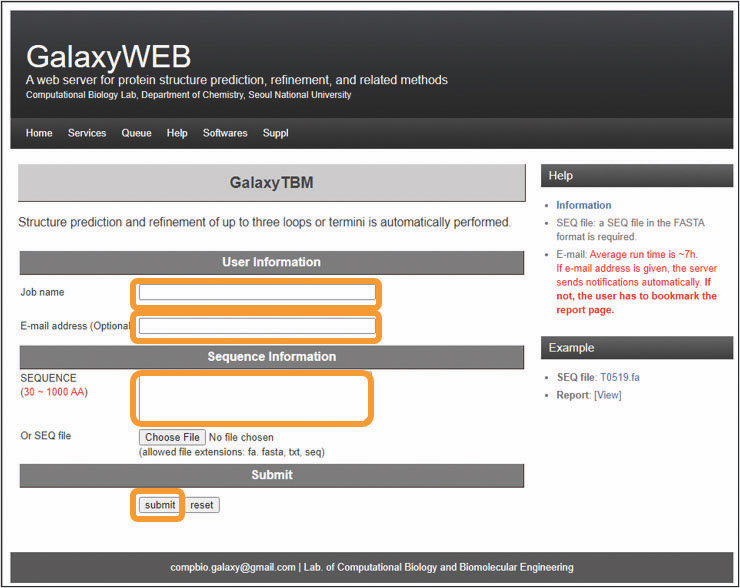 GalaxyWEB
A web server for protein structure prediction, refinement, and related methods
Computational Biology Lab, Department of Chemistry, Seoul National University
Home Services Queue Help Softwares Suppl
GalaxyTBM
Structure prediction and refinement of up to three loops or termini is automatically performed.
User Information
Job name
E-mail address (Optional
Sequence Information
SEQUENCE
(30 ~ 1000 AA)
Or SEQ file
Choose File No file chosen
(allowed file extensions: fa. fasta, txt, seq)
Submit
submit reset
Help
Information
SEQ file: a SEQ file in the FASTA
format is required.
E-mail: Average run time is ~7h.
If e-mail address is given, the server
sends notifications automatically. If
not, the user has to bookmark the
report page.
Example
SEQ file: T0519.fa
Report: [View]
compbio.galaxy@gmail.com | Lab. of Computational Biology and Biomolecular Engineering